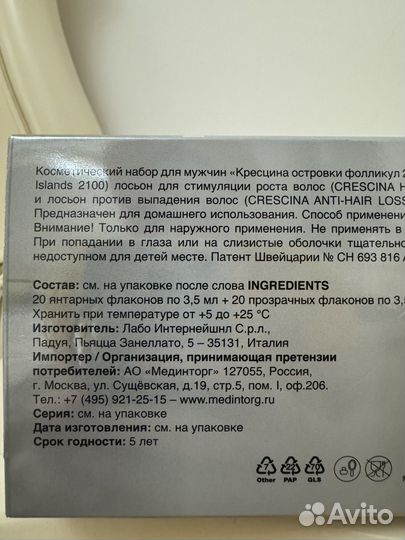 Косметический набор для мужчин «Кресцина островки фолликул 2
Islands 2100) лосьон для стимуляции роста волос (CRESCINA H
и лосьон против выпадения волос (CRESCINA ANTI-HAIR LOSS
Предназначен для домашнего использования. Способ применени
Внимание! Только для наружного применения. Не применять в
При попадании в глаза или на слизистые оболочки тщательно
недоступном для детей месте. Патент Швейцарии № CH 693 816 A
Состав: см. на упаковке после слова INGREDIENTS
20 янтарных флаконов по 3,5 мл + 20 прозрачных флаконов по 3,5
Хранить при температуре от +5 до +25 °С
Изготовитель: Лабо Интернейшнл С.р.л.,
Падуя, Пьяцца Занеллато, 5 – 35131, Италия
Импортер / Организация, принимающая претензии
потребителей: АО «Мединторг» 127055, Россия,
г. Москва, ул. Сущёвская, д.19, стр.5, пом. I, оф.206.
Тел.: +7 (495) 921-25-15 – www.medintorg.ru
Серия: см. на упаковке
Дата изготовления: см. на упаковке
Срок годности: 5 лет
7 22 70
Other PAP GLS
Avito